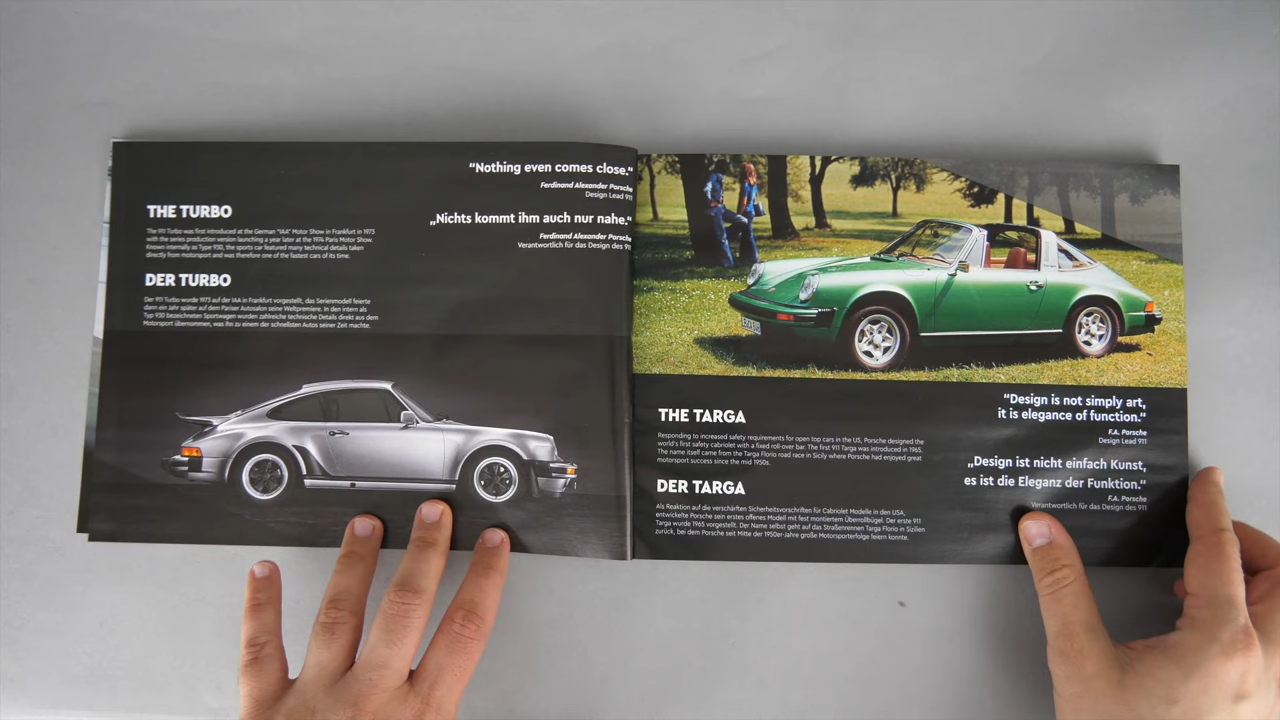 THE TURBO
The 911 Turbo was first introduced at the German "IAA" Motor Show in Frankfurt in 1973
with the series production version launching a year later at the 1974 Paris Motor Show.
Known internally as Type 930, the sports car featured many technical details taken
directly from motorsport and was therefore one of the fastest cars of its time.
DER TURBO
Der 911 Turbo wurde 1973 auf der IAA in Frankfurt vorgestellt, das Serienmodell feierte
dann ein Jahr später auf dem Pariser Autosalon seine Weltpremiere. In den intern als
Typ 930 bezeichneten Sportwagen wurden zahlreiche technische Details direkt aus dem
Motorsport übernommen, was ihn zu einem der schnellsten Autos seiner Zeit machte.
“Nothing even comes close.“
Ferdinand Alexander Porsche
Design Lead 911
„Nichts kommt ihm auch nur nahe.“
Ferdinand Alexander Porsche
Verantwortlich für das Design des 911
THE TARGA
Responding to increased safety requirements for open top cars in the US, Porsche designed the
world's first safety cabriolet with a fixed roll-over bar. The first 911 Targa was introduced in 1965.
The name itself came from the Targa Florio road race in Sicily where Porsche had enjoyed great
motorsport success since the mid 1950s.
DER TARGA
Als Reaktion auf die verschärften Sicherheitsvorschriften für Cabriolet Modelle in den USA,
entwickelte Porsche sein erstes offenes Modell mit fest montiertem Überrollbügel. Der erste 911
Targa wurde 1965 vorgestellt. Der Name selbst geht auf das Straßenrennen Targa Florio in Sizilien
zurück, bei dem Porsche seit Mitte der 1950er-Jahre große Motorsporterfolge feiern konnte.
“Design is not simply art,
it is elegance of function.“
F.A. Porsche
Design Lead 911
„Design ist nicht einfach Kunst,
es ist die Eleganz der Funktion.“
F.A. Porsche
Verantwortlich für das Design des 911